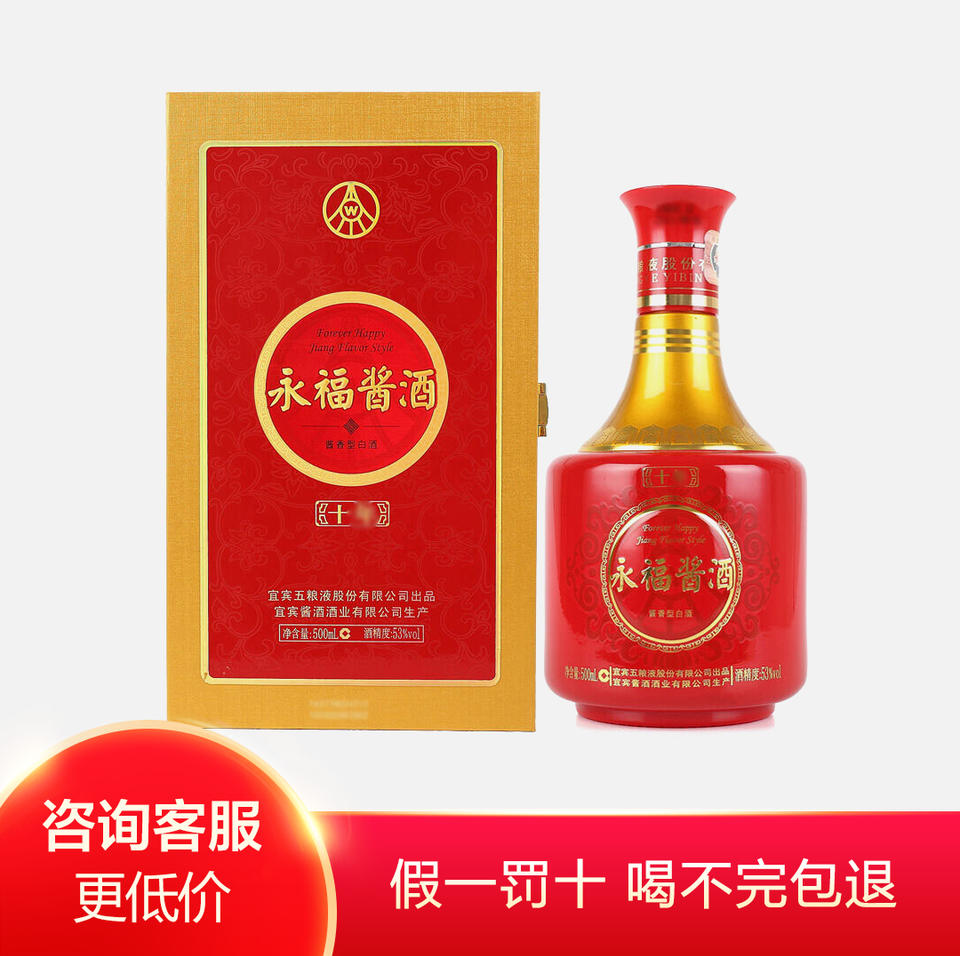 W
Forever Happy
Jiang Flavor Style
永福酱酒
酱香型白酒
十
宜宾五粮液股份有限公司出品
宜宾酱酒酒业有限公司生产
净含量:500mL 酒精度:53%vol
液股份有
E YIBIN
十
Forever Happy
Jiang Flavor Style
永福酱酒
酱香型白酒
净含量:500mL 宜宾五粮液股份有限公司出品 酒精度:53%vol
宜宾酱酒酒业有限公司生产
咨询客服
更低价
假一罚十 喝不完包退